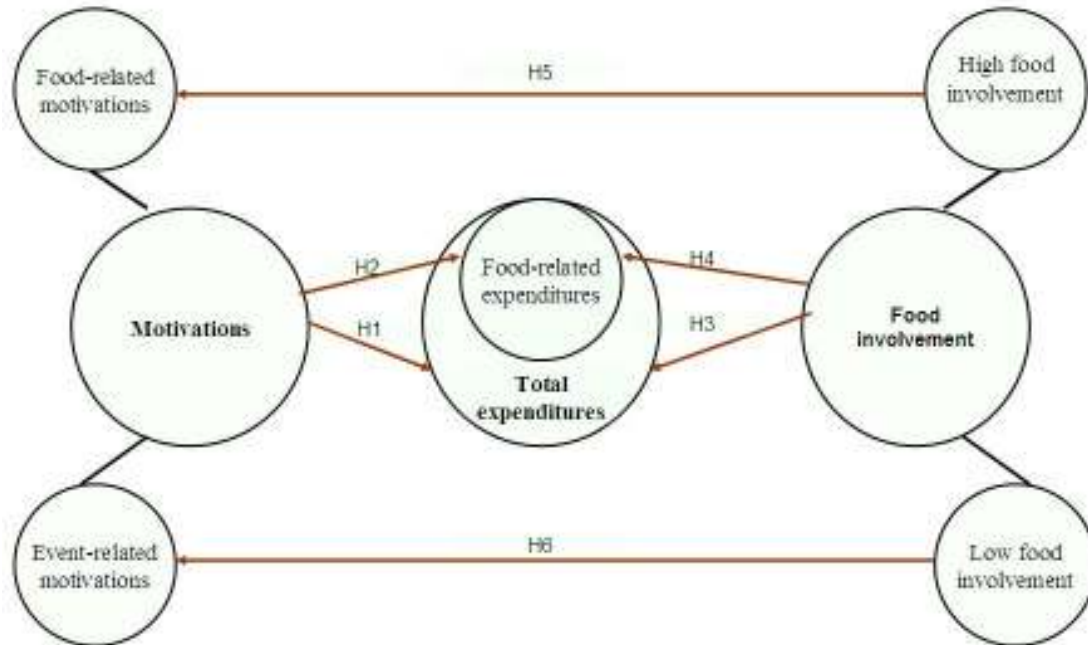 H5
Food-related
motivations
High food
involvement
H2
H4
Food-related
expenditures
Motivations
H1
H3
Food
involvement
Total
expenditures
Event-related
motivations
H6
Low food
involvement